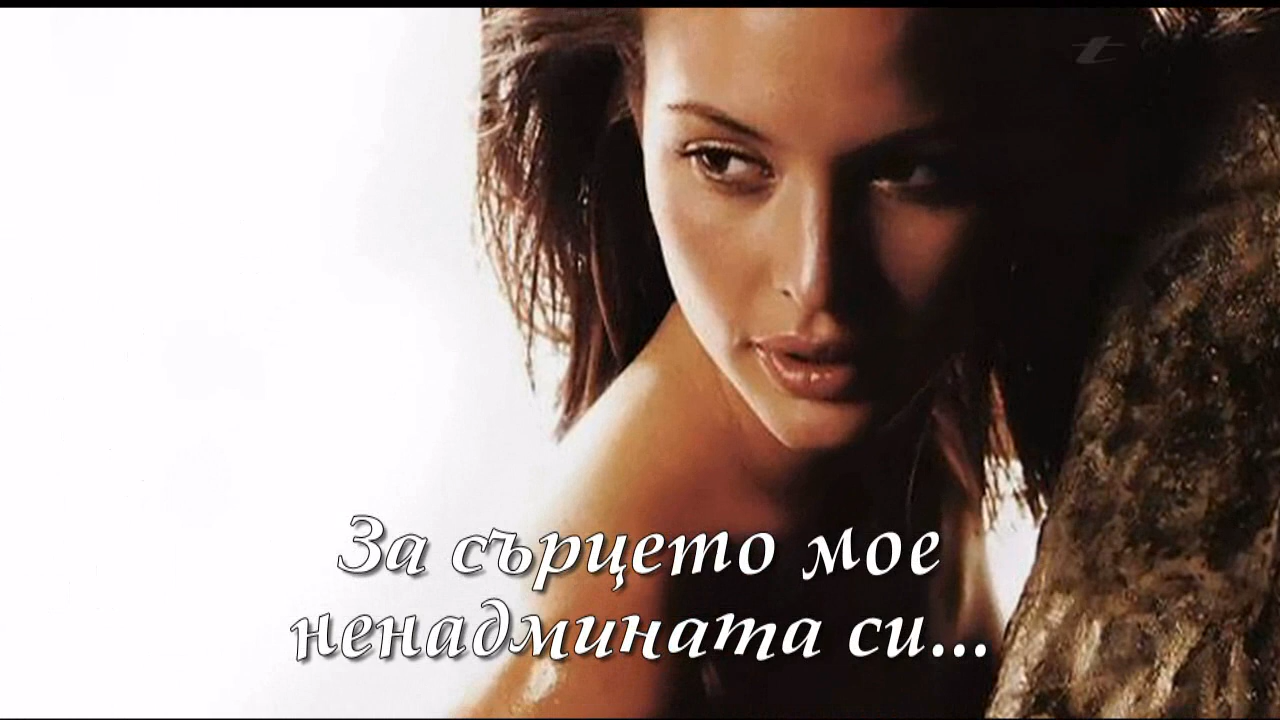 За сърцето мое
ненадмината си...
t